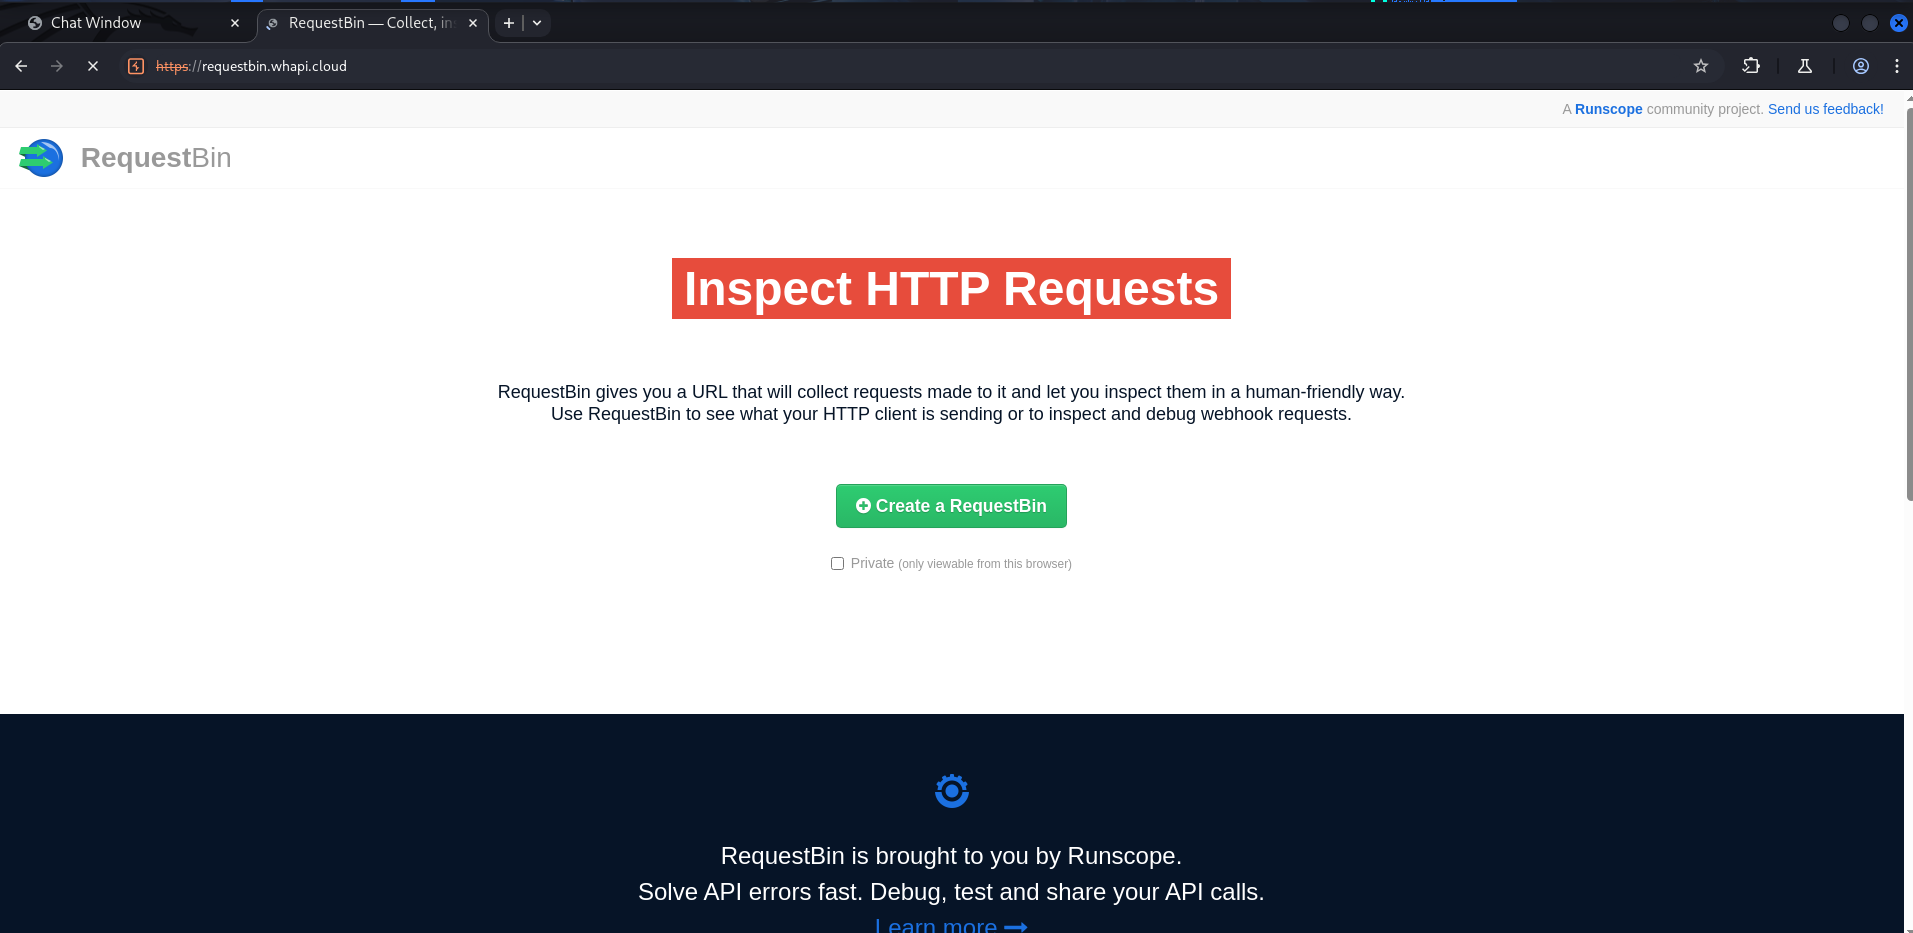 Chat Window
RequestBin — Collect, in
https://requestbin.whapi.cloud
A Runscope community project. Send us feedback!
RequestBin
Inspect HTTP Requests
RequestBin gives you a URL that will collect requests made to it and let you inspect them in a human-friendly way.
Use RequestBin to see what your HTTP client is sending or to inspect and debug webhook requests.
Create a RequestBin
Private (only viewable from this browser)
RequestBin is brought to you by Runscope.
Solve API errors fast. Debug, test and share your API calls.
Learn more